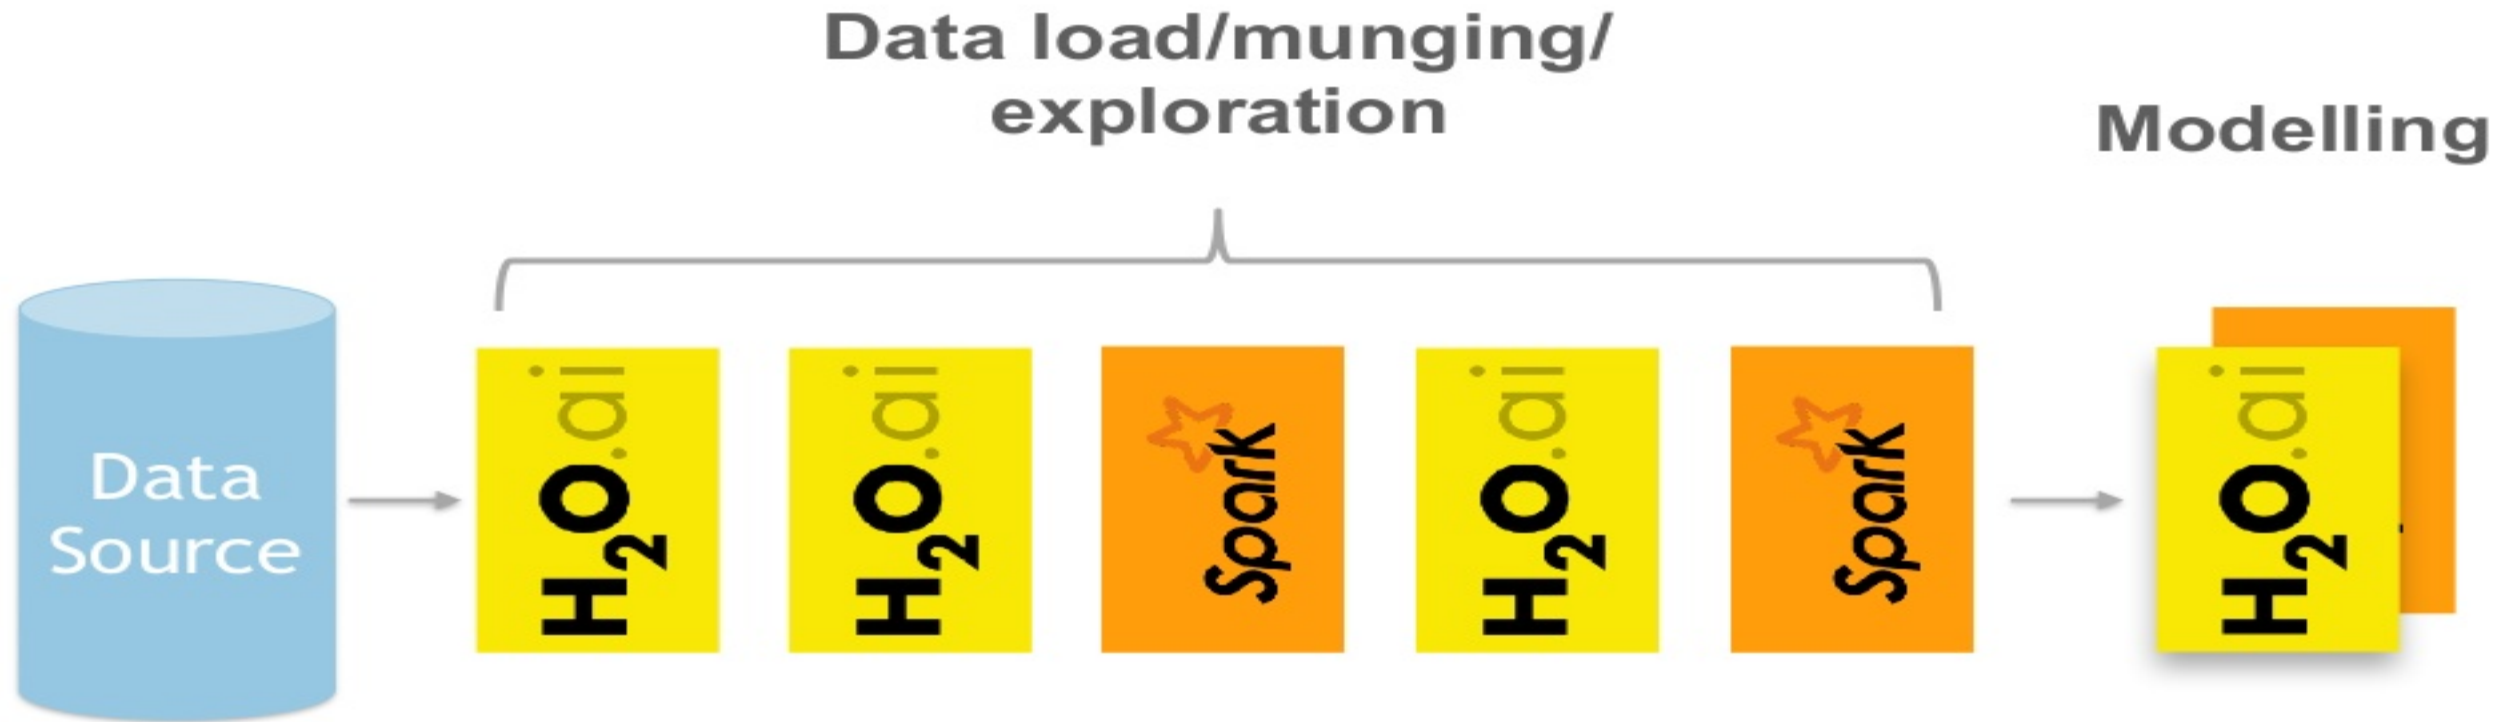 Data load/munging/
exploration
Modelling
Data
Source
H2O.ai
H2O.ai
Spark
H2O.ai
Spark
H2O.ai